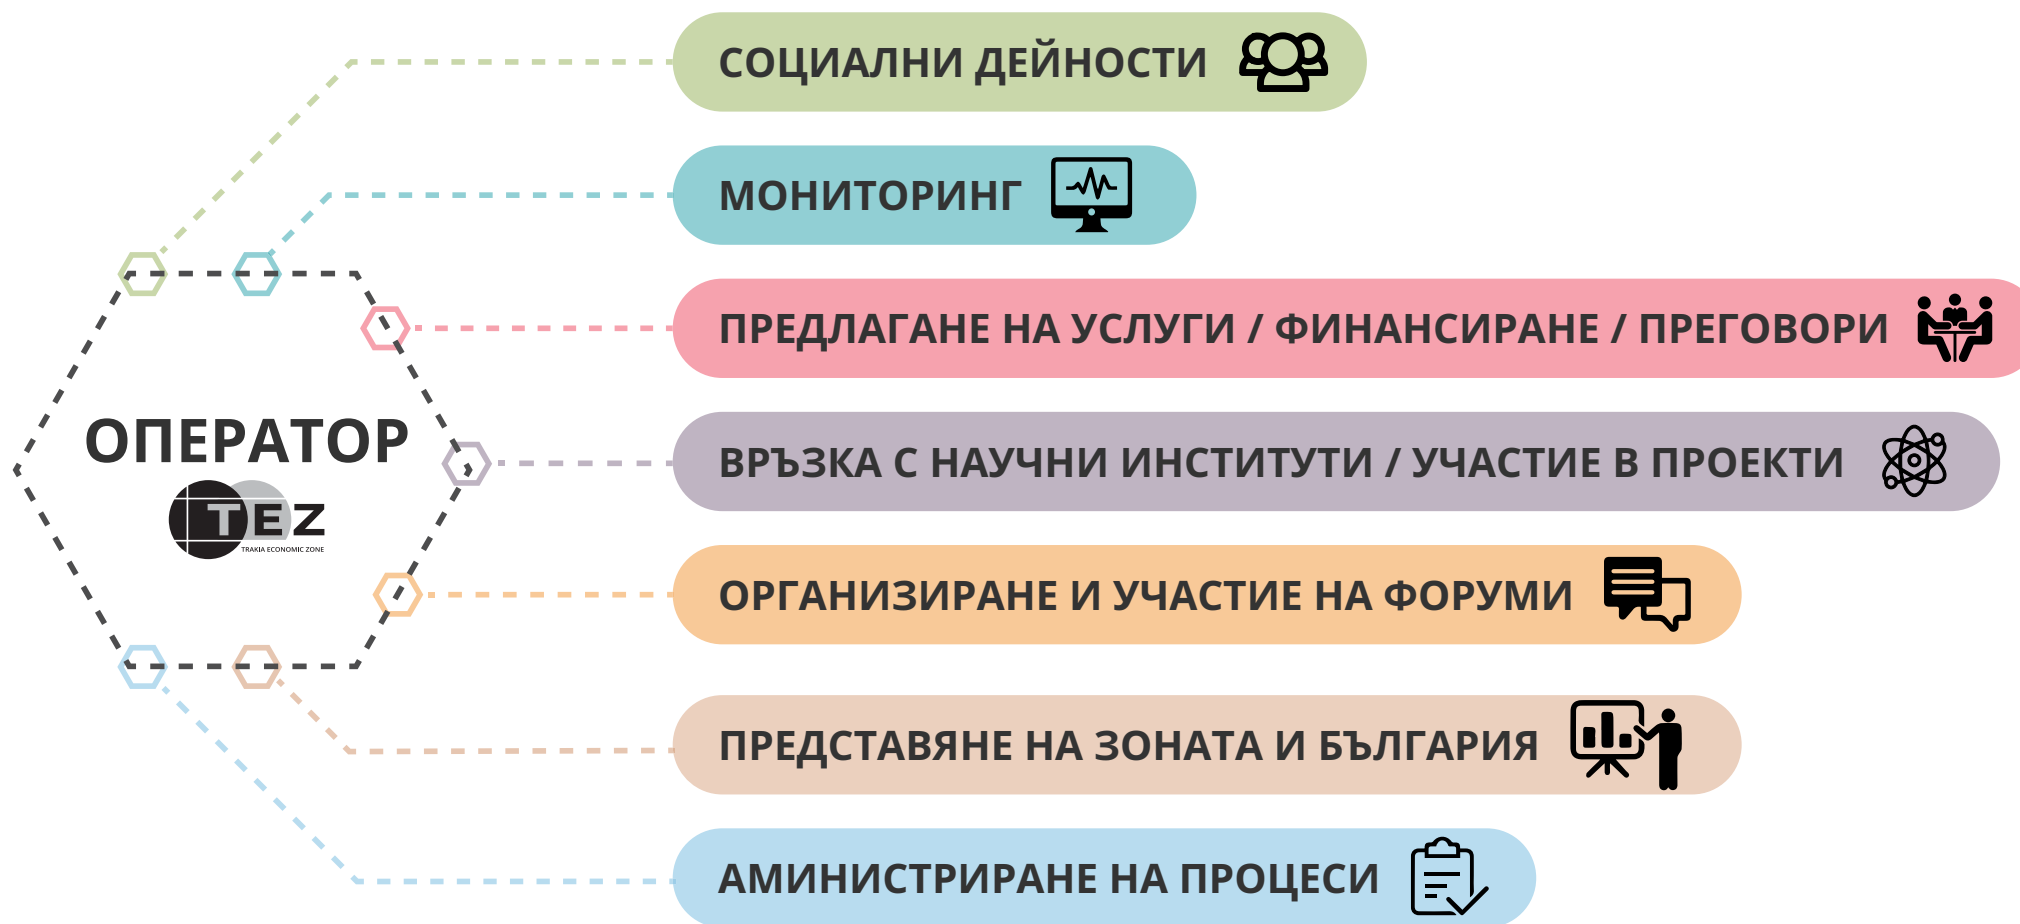 СОЦИАЛНИ ДЕЙНОСТИ
МОНИТОРИНГ
ПРЕДЛАГАНЕ НА УСЛУГИ / ФИНАНСИРАНЕ / ПРЕГОВОРИ
ОПЕРАТОР
TEZ
TRAKIA ECONOMIC ZONE
ВРЪЗКА С НАУЧНИ ИНСТИТУТИ / УЧАСТИЕ В ПРОЕКТИ
ОРГАНИЗИРАНЕ И УЧАСТИЕ НА ФОРУМИ
ПРЕДСТАВЯНЕ НА ЗОНАТА И БЪЛГАРИЯ
АМИНИСТРИРАНЕ НА ПРОЦЕСИ